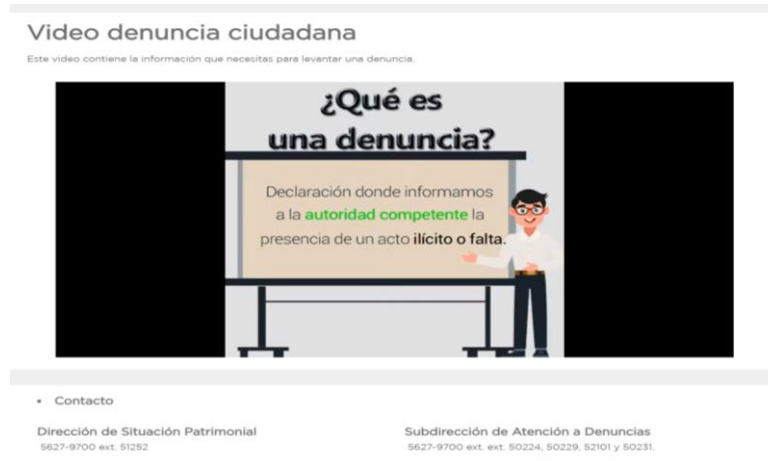 Video denuncia ciudadana
Este video contiene la información que necesitas para levantar una denuncia.
¿Qué es
una denuncia?
Declaración donde informamos
a la autoridad competente la
presencia de un acto ilícito o falta.
• Contacto
Dirección de Situación Patrimonial
5627-9700 ext. 51252
Subdirección de Atención a Denuncias
5627-9700 ext. ext. 50224, 50229, 52101 y 50231.